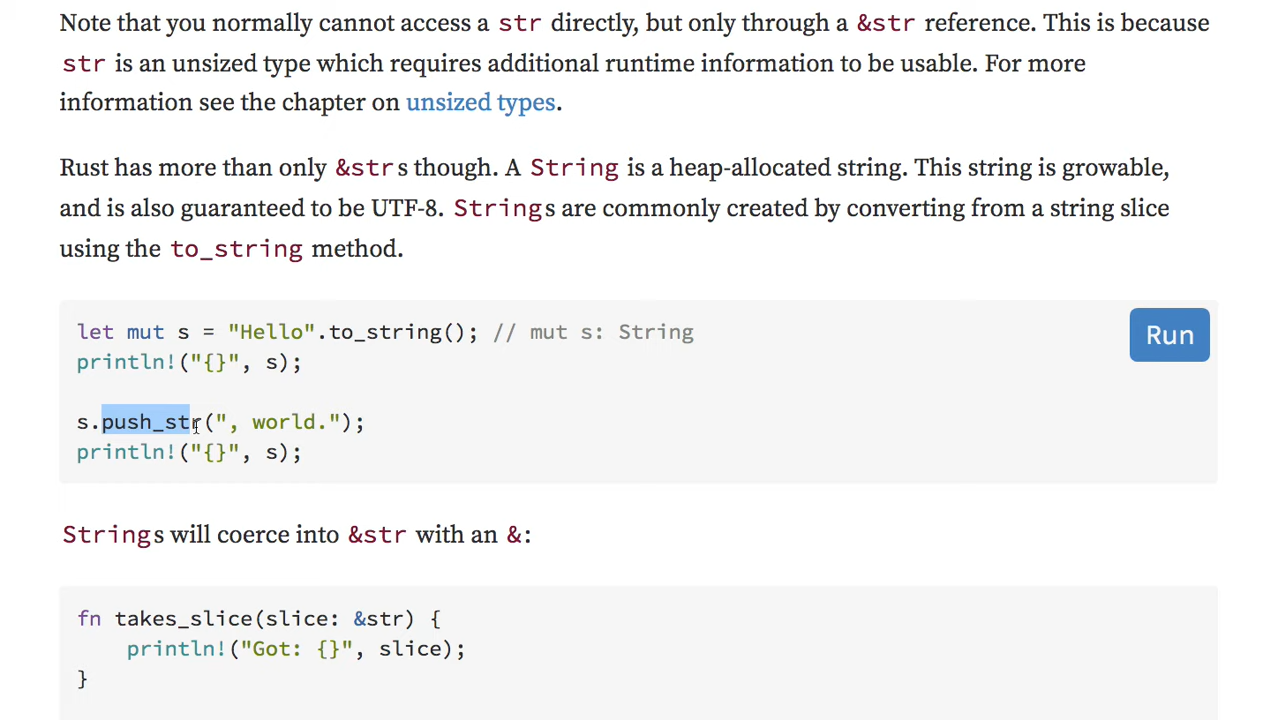 Note that you normally cannot access a str directly, but only through a &str reference. This is because
str is an unsized type which requires additional runtime information to be usable. For more
information see the chapter on unsized types.
Rust has more than only &strs though. A String is a heap-allocated string. This string is growable,
and is also guaranteed to be UTF-8. Strings are commonly created by converting from a string slice
using the to_string method.
let mut s = "Hello".to_string(); // mut s: String
Run
println!("{}", s);
s.push_str(", world.");
println!("{}", s);
Strings will coerce into &str with an &:
fn takes_slice(slice: &str) {
    println!("Got: {}", slice);
}